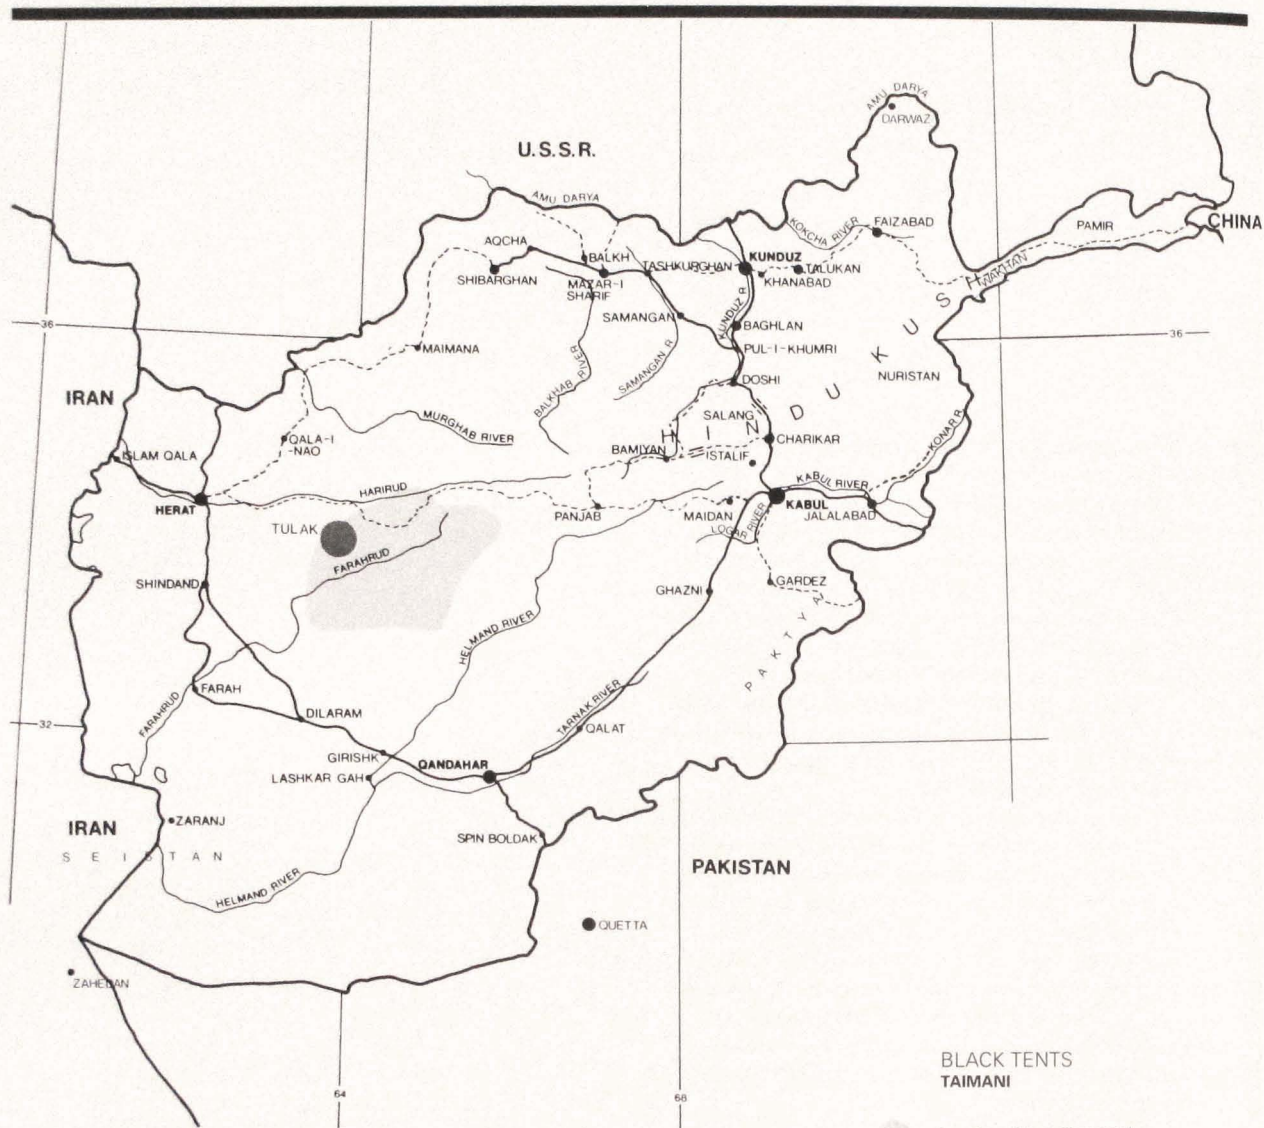 AMU DARYA
DARWAZ
U.S.S.R.
AMU DARYA
KOKCHA RIVER
FAIZABAD
PAMIR
CHINA
AQCHA
BALKH
TASHKURGHAN
KUNDUZ
TALUKAN
KHANABAD
WAKHAN
SHIBARGHAN
MAZAR-I
SHARIF
SAMANGAN
KUNDUZ R
BAGHLAN
36
36
MAIMANA
PUL-I-KHUMRI
BALKHAB RIVER
SAMANGAN R
DOSHI
NURISTAN
IRAN
HINDU KUSH
SALANG
MURGHAB RIVER
QALA-I
-NAO
CHARIKAR
KONAR R.
ISLAM QALA
BAMIYAN
ISTALIF
HARIRUD
KABUL RIVER
HERAT
PANJAB
MAIDAN
KABUL
JALALABAD
LOGAR RIVER
TULAK
FARAHRUD
SHINDAND
GHAZNI
GARDEZ
PAKTYA
HELMAND RIVER
FARAH
FARAHRUD
TARNAK RIVER
32
DILARAM
QALAT
GIRISHK
QANDAHAR
LASHKAR GAH
ZARANJ
IRAN
SEISTAN
SPIN BOLDAK
PAKISTAN
HELMAND RIVER
QUETTA
ZAHEDAN
BLACK TENTS
TAIMANI
64
68